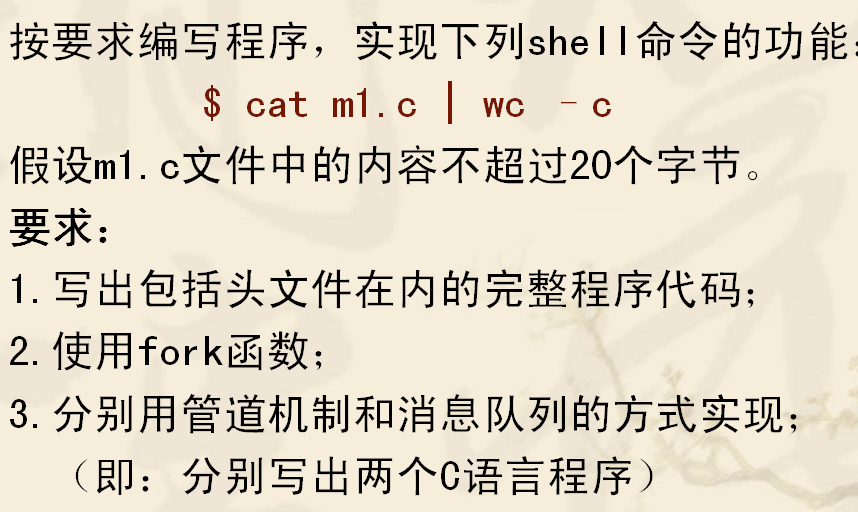 按要求编写程序，实现下列shell命令的功能：
$ cat m1.c | wc –c
假设m1.c文件中的内容不超过20个字节。
要求：
1.写出包括头文件在内的完整程序代码；
2.使用fork函数；
3.分别用管道机制和消息队列的方式实现；
（即：分别写出两个C语言程序）